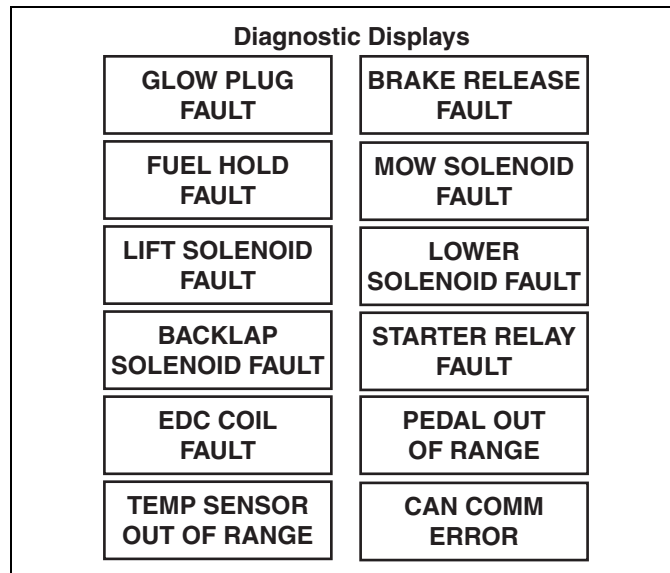 Diagnostic Displays
GLOW PLUG
FAULT
BRAKE RELEASE
FAULT
FUEL HOLD
FAULT
MOW SOLENOID
FAULT
LIFT SOLENOID
FAULT
LOWER
SOLENOID FAULT
BACKLAP
SOLENOID FAULT
STARTER RELAY
FAULT
EDC COIL
FAULT
PEDAL OUT
OF RANGE
TEMP SENSOR
OUT OF RANGE
CAN COMM
ERROR